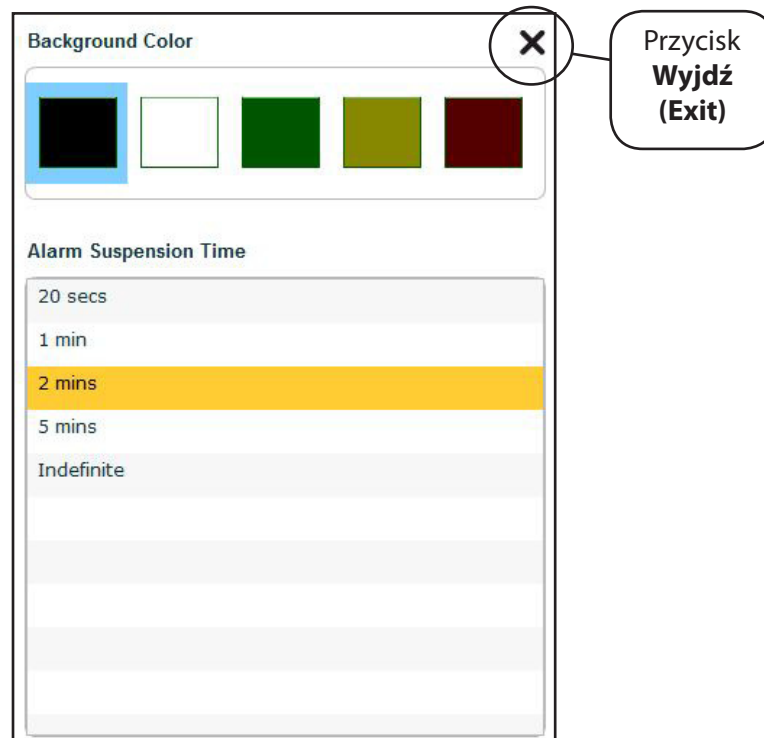 Background Color
Przycisk
Wyjdź
(Exit)
Alarm Suspension Time
20 secs
1 min
2 mins
5 mins
Indefinite